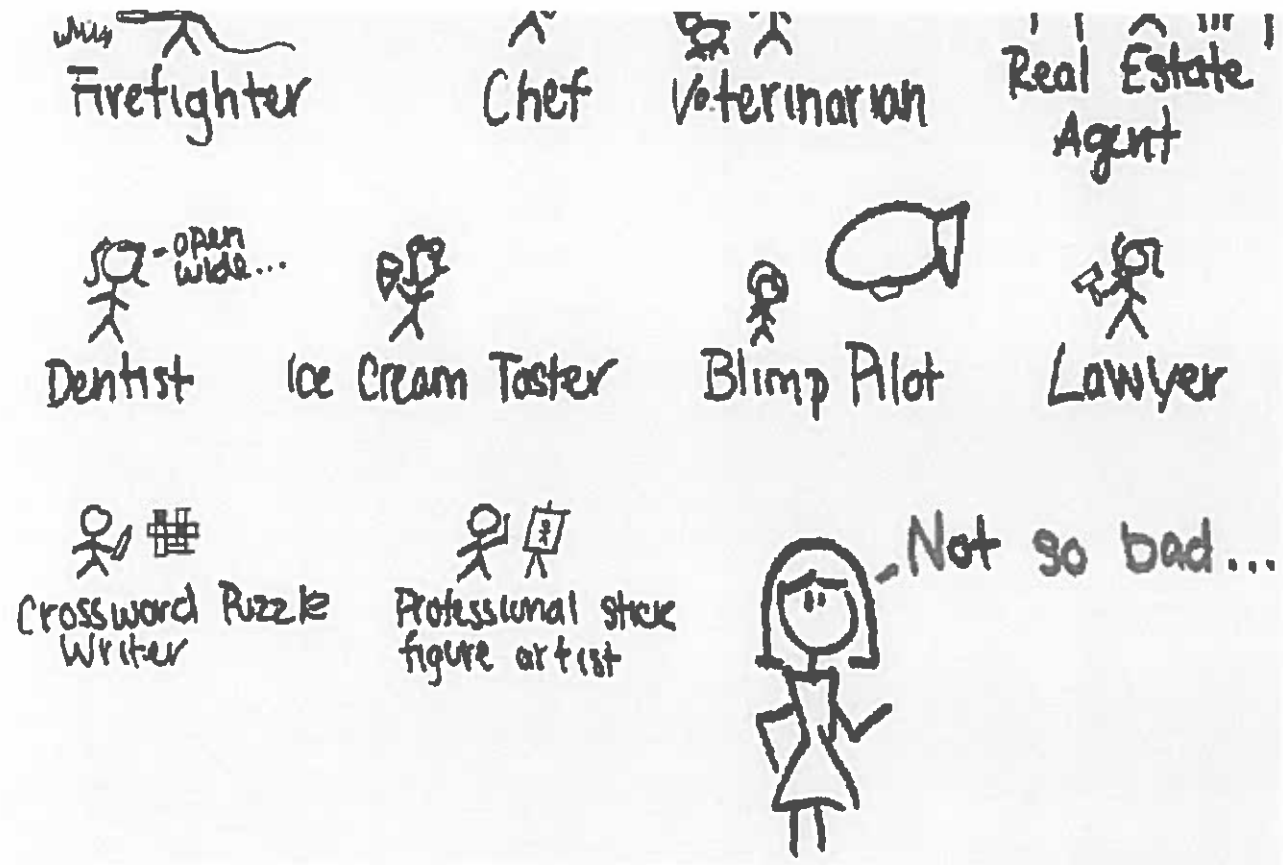 Firefighter
Chef
Veterinarian
Real Estate
Agent
open
wide...
Dentist
Ice Cream Taster
Blimp Pilot
Lawyer
Crossword Puzzle
Writer
Professional stick
figure artist
Not so bad...